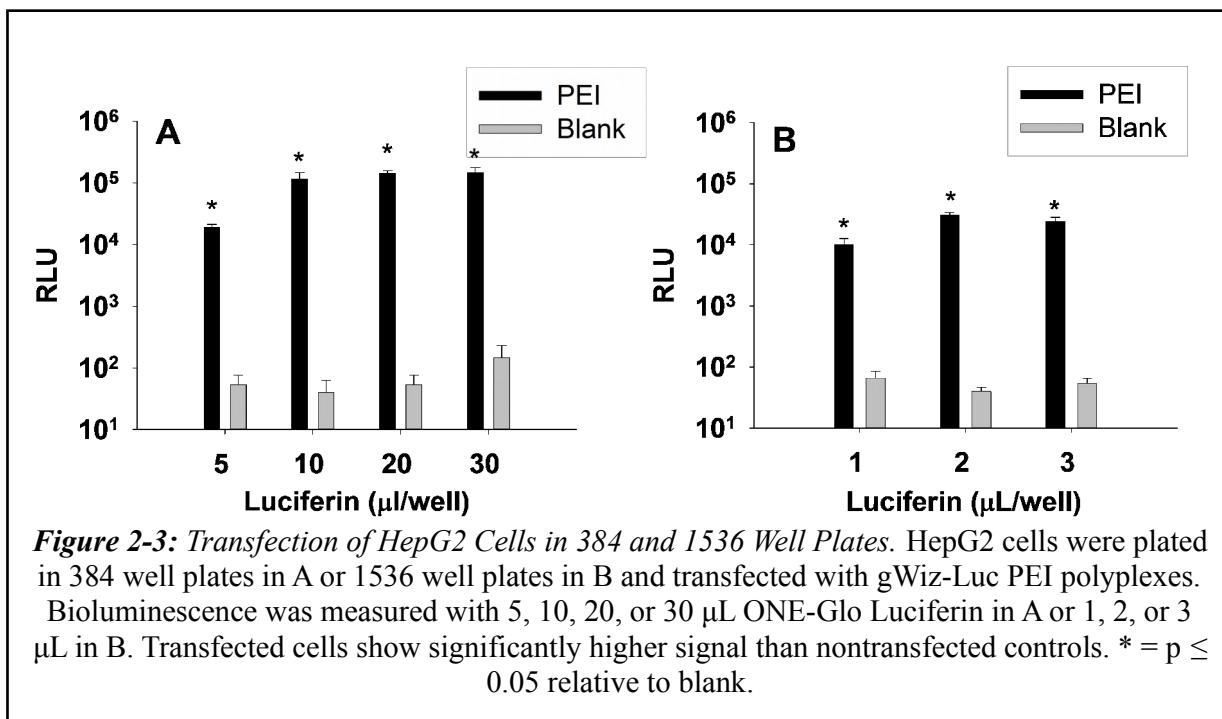 PEI
Blank
A
10⁶
10⁵
10⁴
10³
10²
10¹
RLU
* * * *
5 10 20 30
Luciferin (μl/well)
PEI
Blank
B
10⁶
10⁵
10⁴
10³
10²
10¹
RLU
* * *
1 2 3
Luciferin (μL/well)
Figure 2-3: Transfection of HepG2 Cells in 384 and 1536 Well Plates. HepG2 cells were plated
in 384 well plates in A or 1536 well plates in B and transfected with gWiz-Luc PEI polyplexes.
Bioluminescence was measured with 5, 10, 20, or 30 μL ONE-Glo Luciferin in A or 1, 2, or 3
μL in B. Transfected cells show significantly higher signal than nontransfected controls. * = p ≤
0.05 relative to blank.